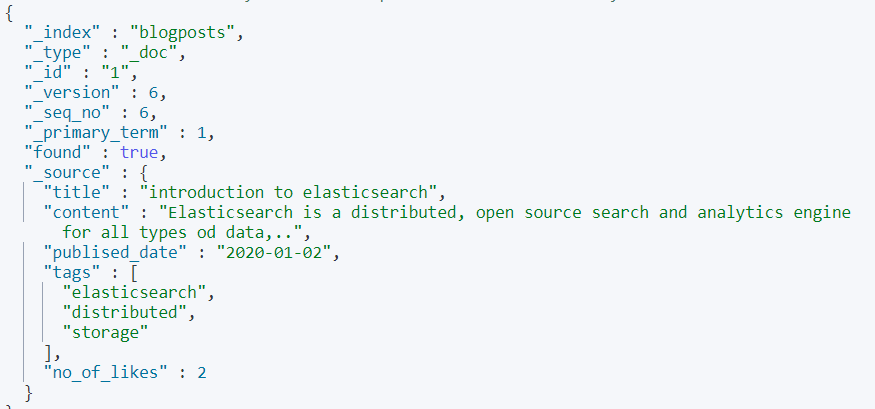 {
"_index" : "blogposts",
"_type" : "_doc",
"_id" : "1",
"_version" : 6,
"_seq_no" : 6,
"_primary_term" : 1,
"found" : true,
"_source" : {
"title" : "introduction to elasticsearch",
"content" : "Elasticsearch is a distributed, open source search and analytics engine
for all types od data,..",
"publised_date" : "2020-01-02",
"tags" : [
"elasticsearch",
"distributed",
"storage"
],
"no_of_likes" : 2
}